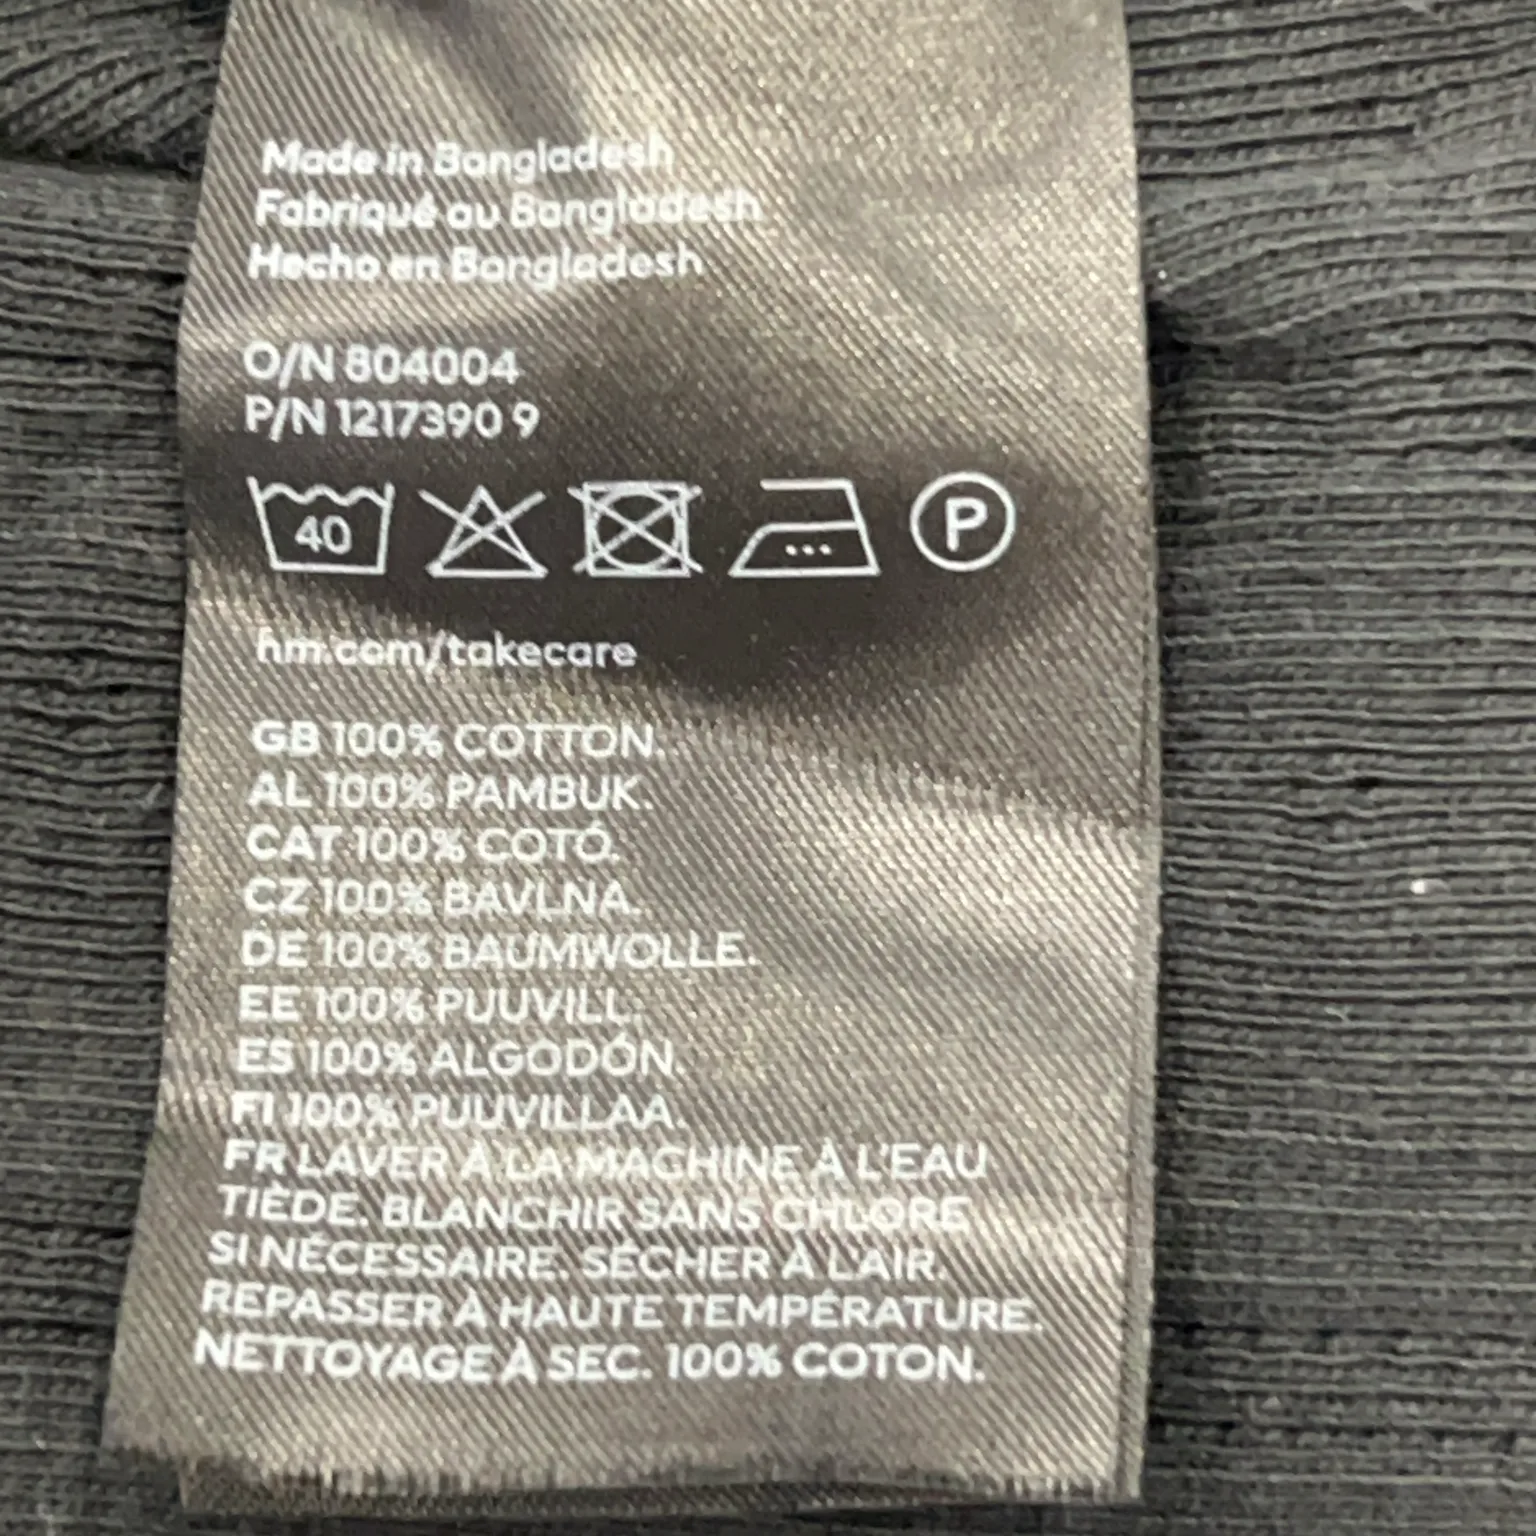 Made in Bangladesh
Fabriqué au Bangladesh
Hecho en Bangladesh
O/N 804004
P/N 1217390 9
40
P
hm.com/takecare
GB 100% COTTON.
AL 100% PAMBUK.
CAT 100% COTÓ.
CZ 100% BAVLNA.
DE 100% BAUMWOLLE.
EE 100% PUUVILL.
ES 100% ALGODÓN.
FI 100% PUUVILLAA.
FR LAVER À LA MACHINE À L'EAU
TIÈDE. BLANCHIR SANS CHLORE
SI NÉCESSAIRE. SÉCHER À L'AIR.
REPASSER À HAUTE TEMPÉRATURE.
NETTOYAGE À SEC. 100% COTON.